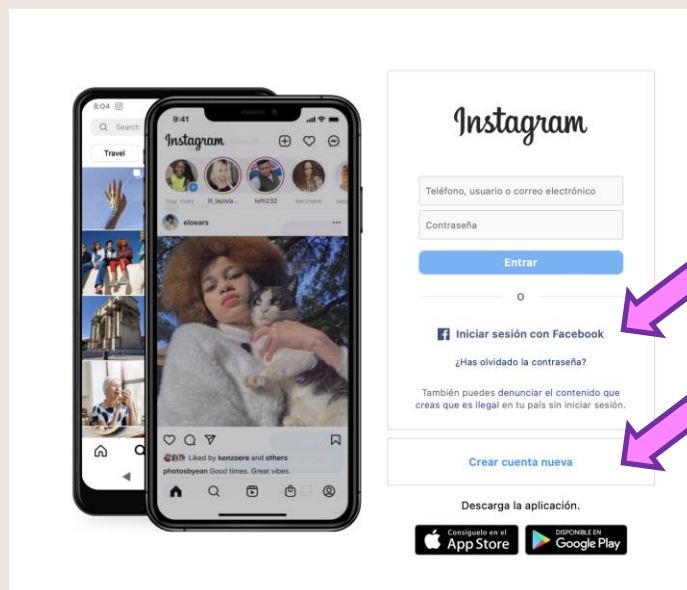 8:04
Search
Travel
9:41
Instagram
Your story
lil_lapisla...
lofti232
kenzoere
eloears
Liked by kenzoere and others
photosbyean Good times. Great vibes.
Instagram
Teléfono, usuario o correo electrónico
Contraseña
Entrar
O
Iniciar sesión con Facebook
¿Has olvidado la contraseña?
También puedes denunciar el contenido que
creas que es ilegal en tu país sin iniciar sesión.
Crear cuenta nueva
Descarga la aplicación.
Consíguelo en el
App Store
DISPONIBLE EN
Google Play